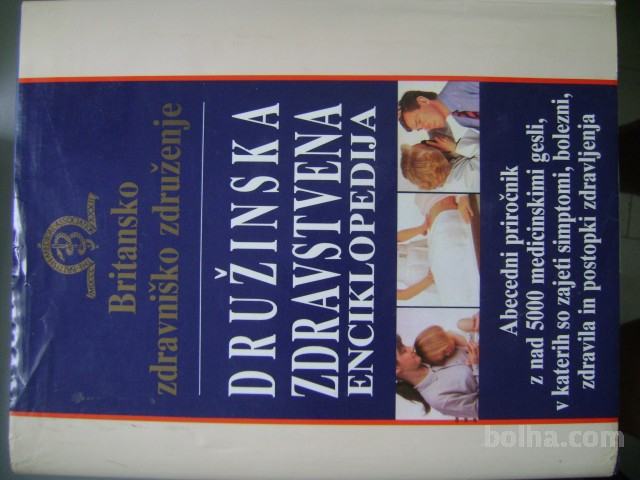 Britansko
zdravniško združenje
DRUŽINSKA
ZDRAVSTVENA
ENCIKLOPEDIJA
Abecedni priročnik
z nad 5000 medicinskimi gesli,
v katerih so zajeti simptomi, bolezni,
zdravila in postopki zdravljenja
bolha.com